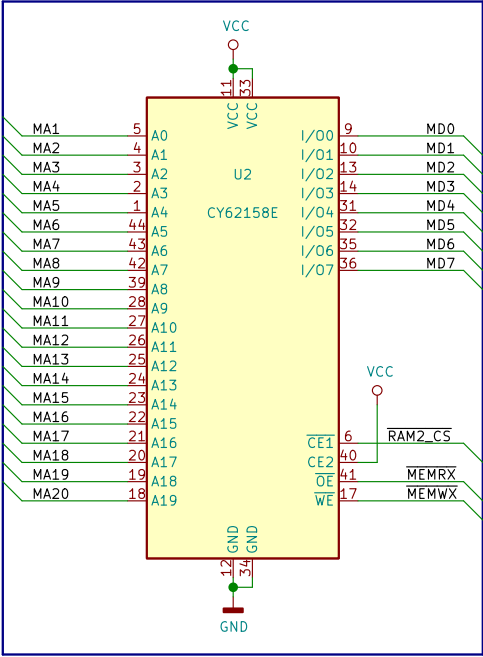 VCC
11 33
VCC VCC
MA1 5 A0 I/O0 9 MD0
MA2 4 A1 I/O1 10 MD1
MA3 3 A2 U2 I/O2 13 MD2
MA4 2 A3 I/O3 14 MD3
MA5 1 A4 CY62158E I/O4 31 MD4
MA6 44 A5 I/O5 32 MD5
MA7 43 A6 I/O6 35 MD6
MA8 42 A7 I/O7 36 MD7
MA9 39 A8
MA10 28 A9
MA11 27 A10
MA12 26 A11
MA13 25 A12
MA14 24 A13 VCC
MA15 23 A14
MA16 22 A15
MA17 21 A16 CE1 6 RAM2_CS
MA18 20 A17 CE2 40
MA19 19 A18 OE 41 MEMRX
MA20 18 A19 WE 17 MEMWX
GND GND
12 34
GND